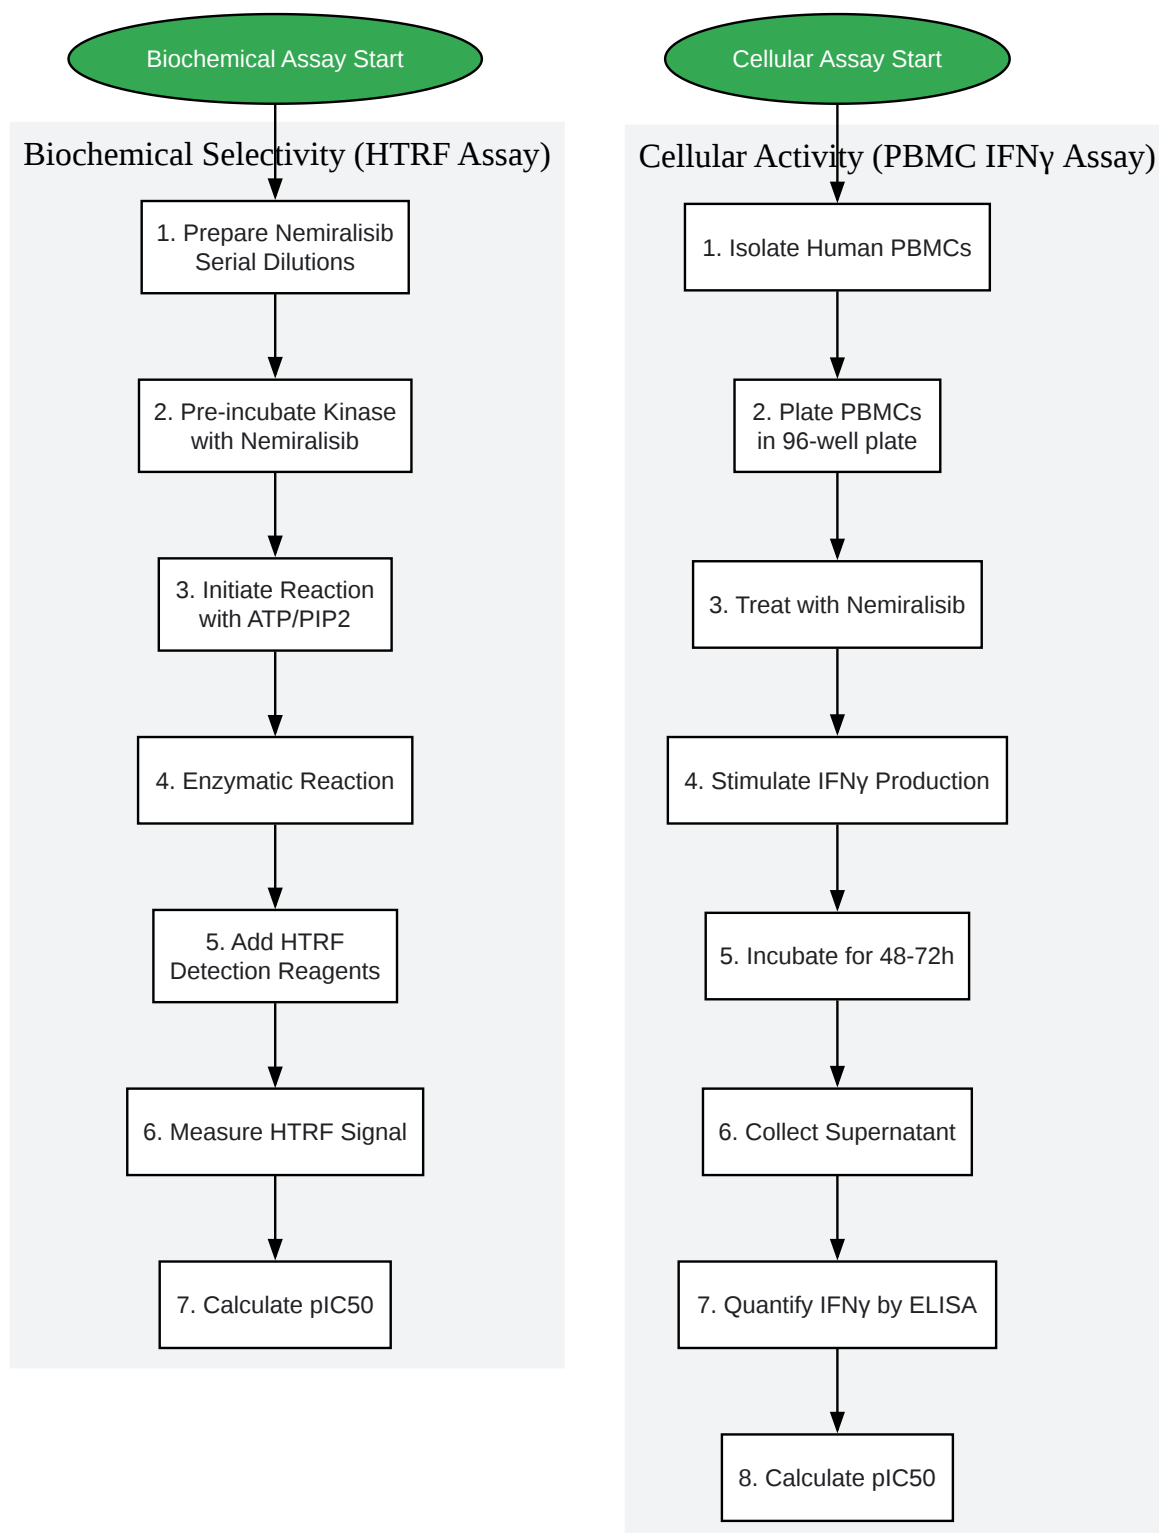 Biochemical Assay Start
Biochemical Selectivity (HTRF Assay)
1. Prepare Nemiralisib
Serial Dilutions
2. Pre-incubate Kinase
with Nemiralisib
3. Initiate Reaction
with ATP/PIP2
4. Enzymatic Reaction
5. Add HTRF
Detection Reagents
6. Measure HTRF Signal
7. Calculate pIC50
Cellular Assay Start
Cellular Activity (PBMC IFNγ Assay)
1. Isolate Human PBMCs
2. Plate PBMCs
in 96-well plate
3. Treat with Nemiralisib
4. Stimulate IFNγ Production
5. Incubate for 48-72h
6. Collect Supernatant
7. Quantify IFNγ by ELISA
8. Calculate pIC50